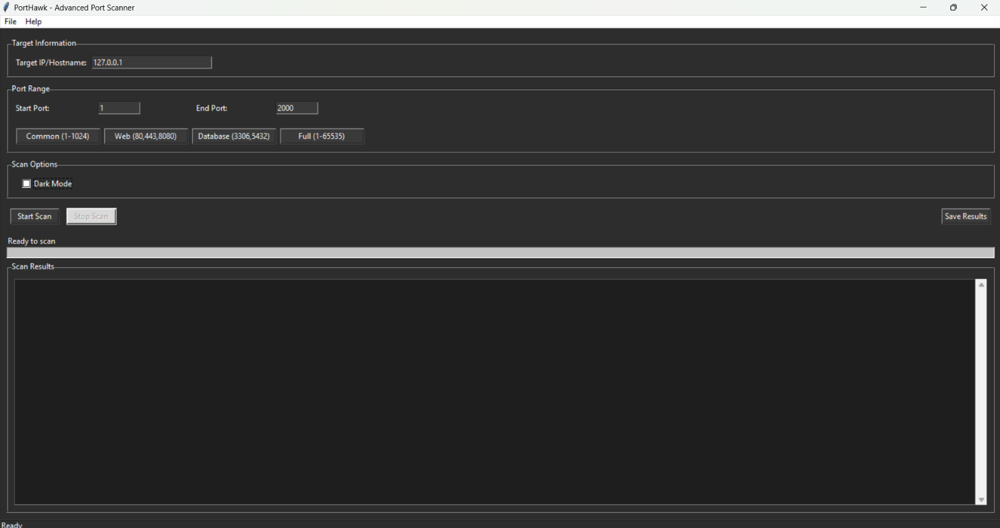 PortHawk - Advanced Port Scanner
File Help
Target Information
Target IP/Hostname: 127.0.0.1
Port Range
Start Port: 1 End Port: 2000
Common (1-1024) Web (80,443,8080) Database (3306,5432) Full (1-65535)
Scan Options
Dark Mode
Start Scan Stop Scan Save Results
Ready to scan
Scan Results
Ready